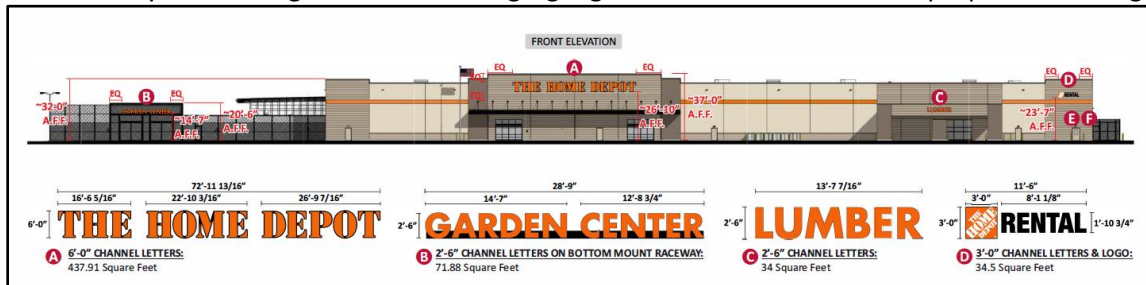 FRONT ELEVATION
A
EQ EQ
B
EQ EQ
D
EQ EQ
THE HOME DEPOT
EQ
EQ
C
RENTAL
GARDEN CENTER
LUMBER
~32'-0"
A.F.F.
~14'-7"
A.F.F.
~20'-6"
A.F.F.
~26'-10"
A.F.F.
~37'-0"
A.F.F.
~23'-7"
A.F.F.
E F
72'-11 13/16"
16'-6 5/16" 22'-10 3/16" 26'-9 7/16"
6'-0" THE HOME DEPOT
A 6'-0" CHANNEL LETTERS:
437.91 Square Feet
28'-9"
14'-7" 12'-8 3/4"
2'-6" GARDEN CENTER
B 2'-6" CHANNEL LETTERS ON BOTTOM MOUNT RACEWAY:
71.88 Square Feet
13'-7 7/16"
2'-6" LUMBER
C 2'-6" CHANNEL LETTERS:
34 Square Feet
11'-6"
3'-0" 8'-1 1/8"
3'-0" THE HOME DEPOT RENTAL 1'-10 3/4"
D 3'-0" CHANNEL LETTERS & LOGO:
34.5 Square Feet